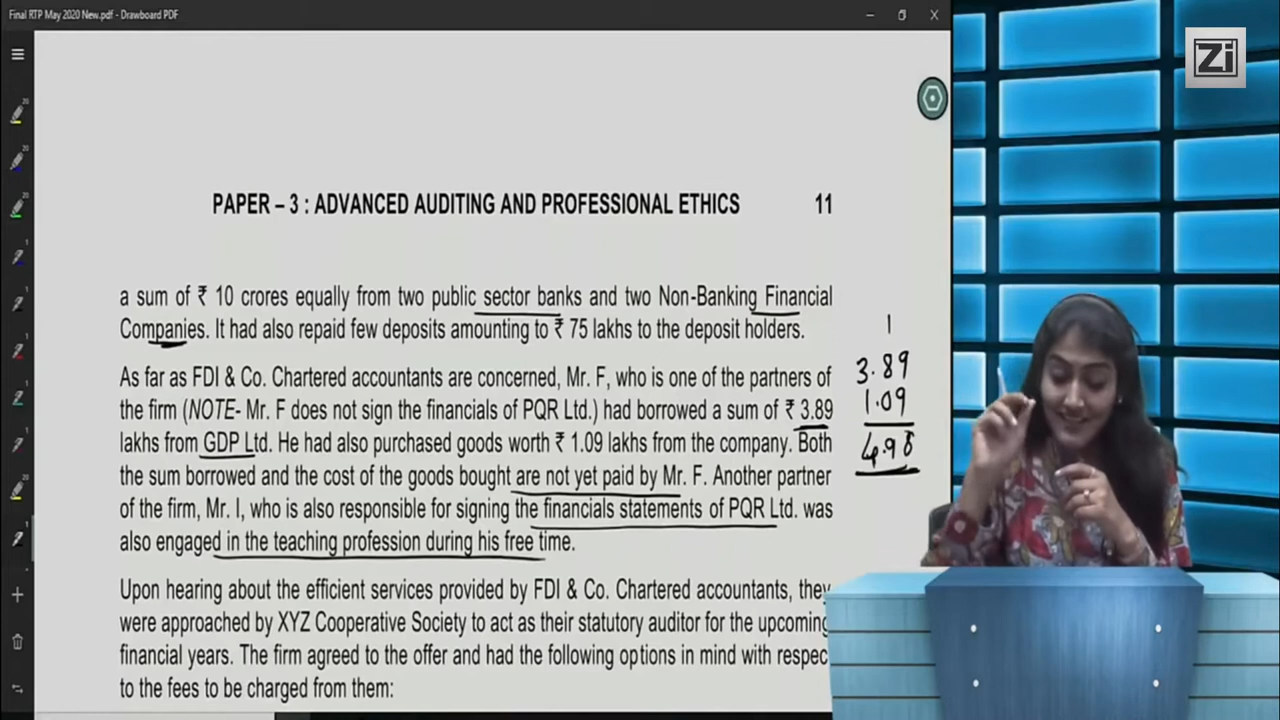 Final RTP May 2020 New.pdf - Drawboard PDF
Zi
PAPER – 3 : ADVANCED AUDITING AND PROFESSIONAL ETHICS 11
a sum of ₹ 10 crores equally from two public sector banks and two Non-Banking Financial
Companies. It had also repaid few deposits amounting to ₹ 75 lakhs to the deposit holders.
As far as FDI & Co. Chartered accountants are concerned, Mr. F, who is one of the partners of
the firm (NOTE- Mr. F does not sign the financials of PQR Ltd.) had borrowed a sum of ₹ 3.89
lakhs from GDP Ltd. He had also purchased goods worth ₹ 1.09 lakhs from the company. Both
the sum borrowed and the cost of the goods bought are not yet paid by Mr. F. Another partner
of the firm, Mr. I, who is also responsible for signing the financials statements of PQR Ltd. was
also engaged in the teaching profession during his free time.
Upon hearing about the efficient services provided by FDI & Co. Chartered accountants, they
were approached by XYZ Cooperative Society to act as their statutory auditor for the upcoming
financial years. The firm agreed to the offer and had the following options in mind with respec
to the fees to be charged from them:
1
3.89
1.09
4.98